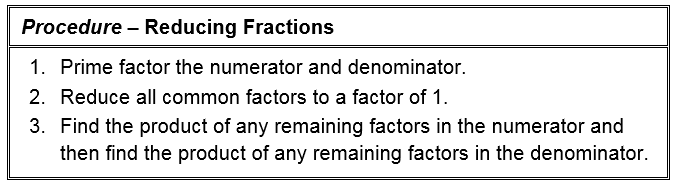 Procedure – Reducing Fractions
1. Prime factor the numerator and denominator.
2. Reduce all common factors to a factor of 1.
3. Find the product of any remaining factors in the numerator and
then find the product of any remaining factors in the denominator.